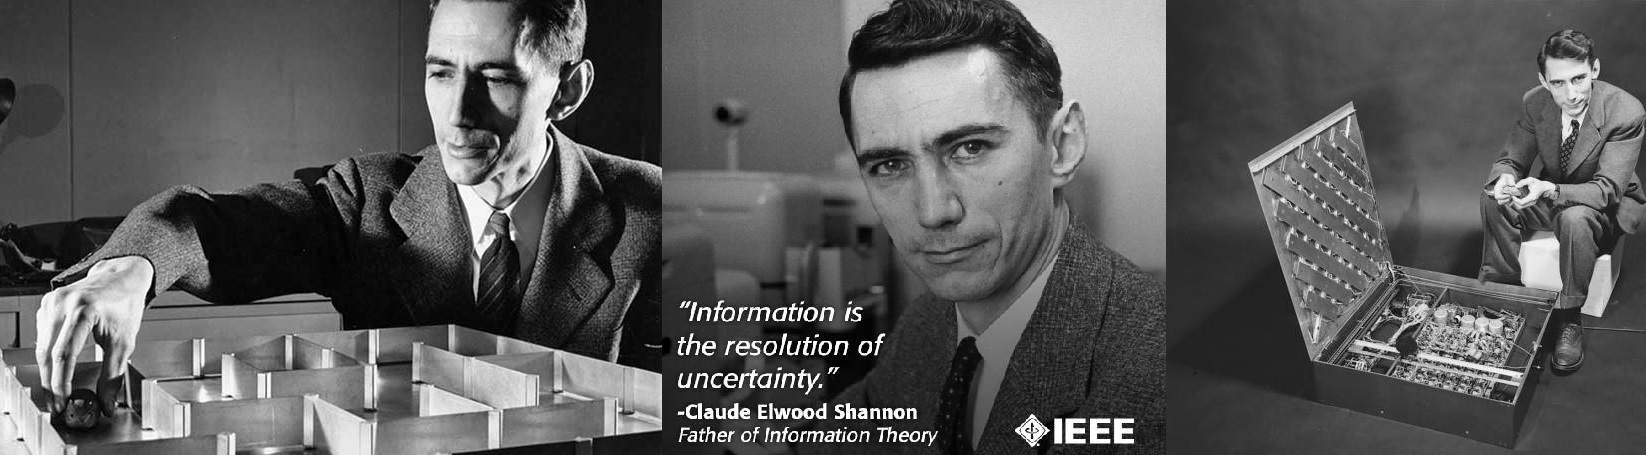 “Information is
the resolution of
uncertainty.”
-Claude Elwood Shannon
Father of Information Theory
IEEE